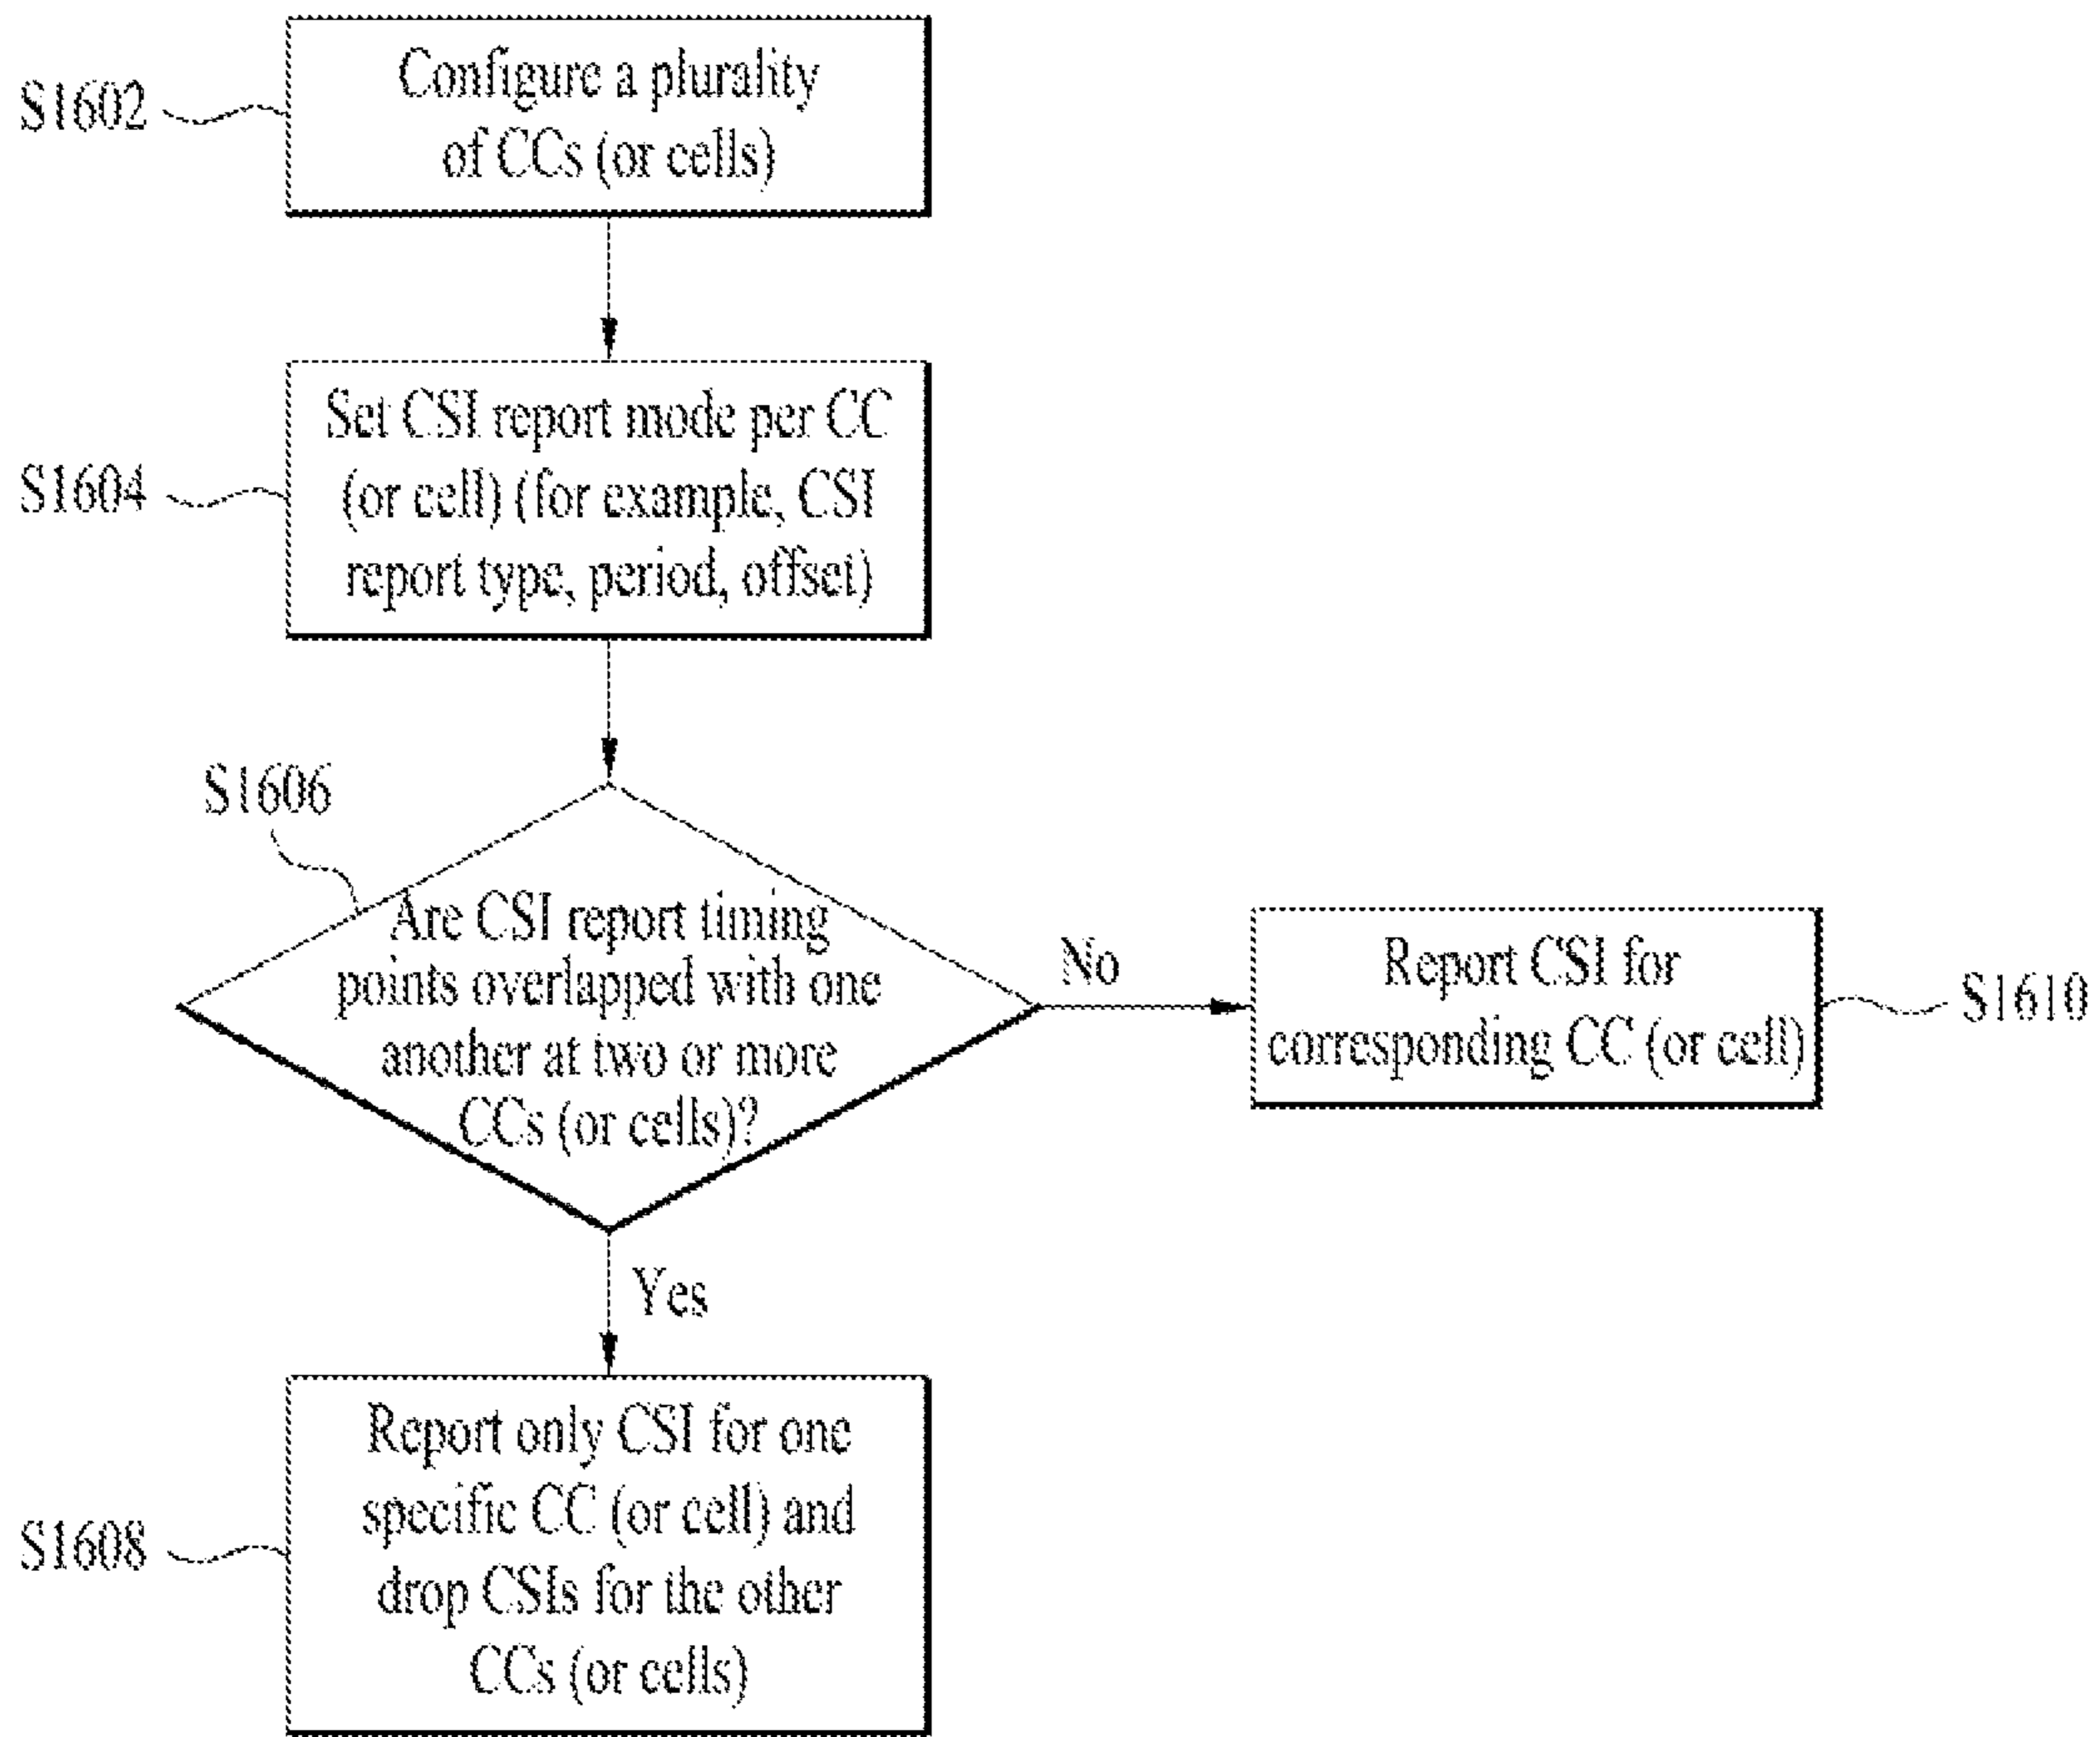 S1602
Configure a plurality
of CCs (or cells)
S1604
Set CSI report mode per CC
(or cell) (for example, CSI
report type, period, offset)
S1606
Are CSI report timing
points overlapped with one
another at two or more
CCs (or cells)?
No
Report CSI for
corresponding CC (or cell)
S1610
Yes
S1608
Report only CSI for one
specific CC (or cell) and
drop CSIs for the other
CCs (or cells)